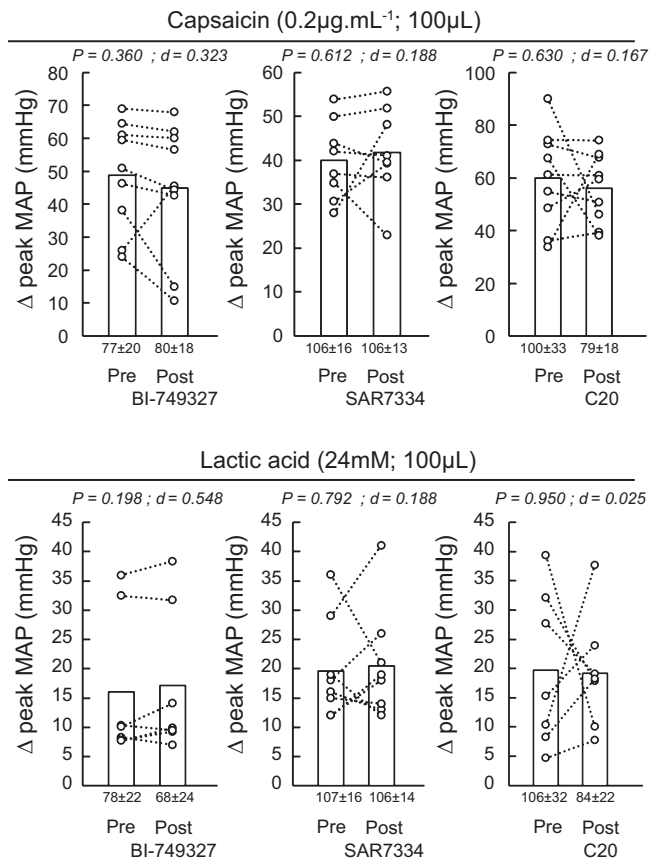 Capsaicin (0.2µg.mL⁻¹; 100µL)
P = 0.360 ; d = 0.323
P = 0.612 ; d = 0.188
P = 0.630 ; d = 0.167
Δ peak MAP (mmHg)
80
70
60
50
40
30
20
10
0
77±20
80±18
Pre
Post
BI-749327
Δ peak MAP (mmHg)
60
50
40
30
20
10
0
106±16
106±13
Pre
Post
SAR7334
Δ peak MAP (mmHg)
100
80
60
40
20
0
100±33
79±18
Pre
Post
C20
Lactic acid (24mM; 100µL)
P = 0.198 ; d = 0.548
P = 0.792 ; d = 0.188
P = 0.950 ; d = 0.025
Δ peak MAP (mmHg)
45
40
35
30
25
20
15
10
5
0
78±22
68±24
Pre
Post
BI-749327
Δ peak MAP (mmHg)
45
40
35
30
25
20
15
10
5
0
107±16
106±14
Pre
Post
SAR7334
Δ peak MAP (mmHg)
45
40
35
30
25
20
15
10
5
0
106±32
84±22
Pre
Post
C20